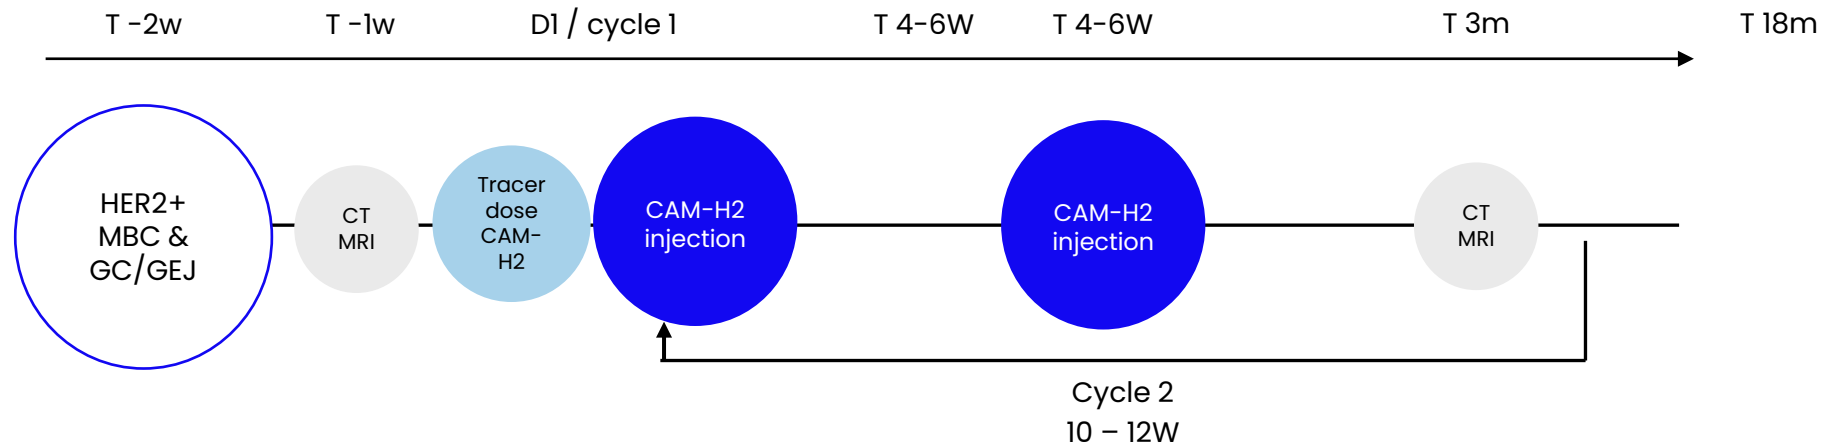 T -2w
T -1w
D1 / cycle 1
T 4-6W
T 4-6W
T 3m
T 18m
HER2+
MBC &
GC/GEJ
CT
MRI
Tracer
dose
CAM-
H2
CAM-H2
injection
CAM-H2
injection
CT
MRI
Cycle 2
10 – 12W